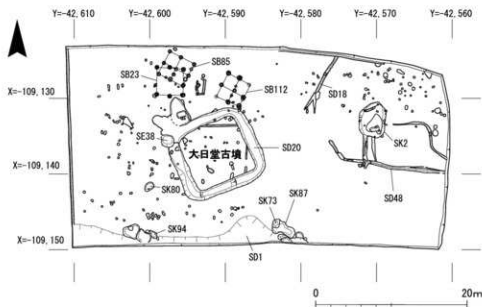 Y=-42, 610
Y=-42, 600
Y=-42, 590
Y=-42, 580
Y=-42, 570
Y=-42, 560
SB85
SB23
SB112
SD18
X=-109, 130
SE38
SK2
大日堂古墳
SD20
X=-109, 140
SK80
SD48
SK73
SK87
SK94
X=-109, 150
SD1
0
20m